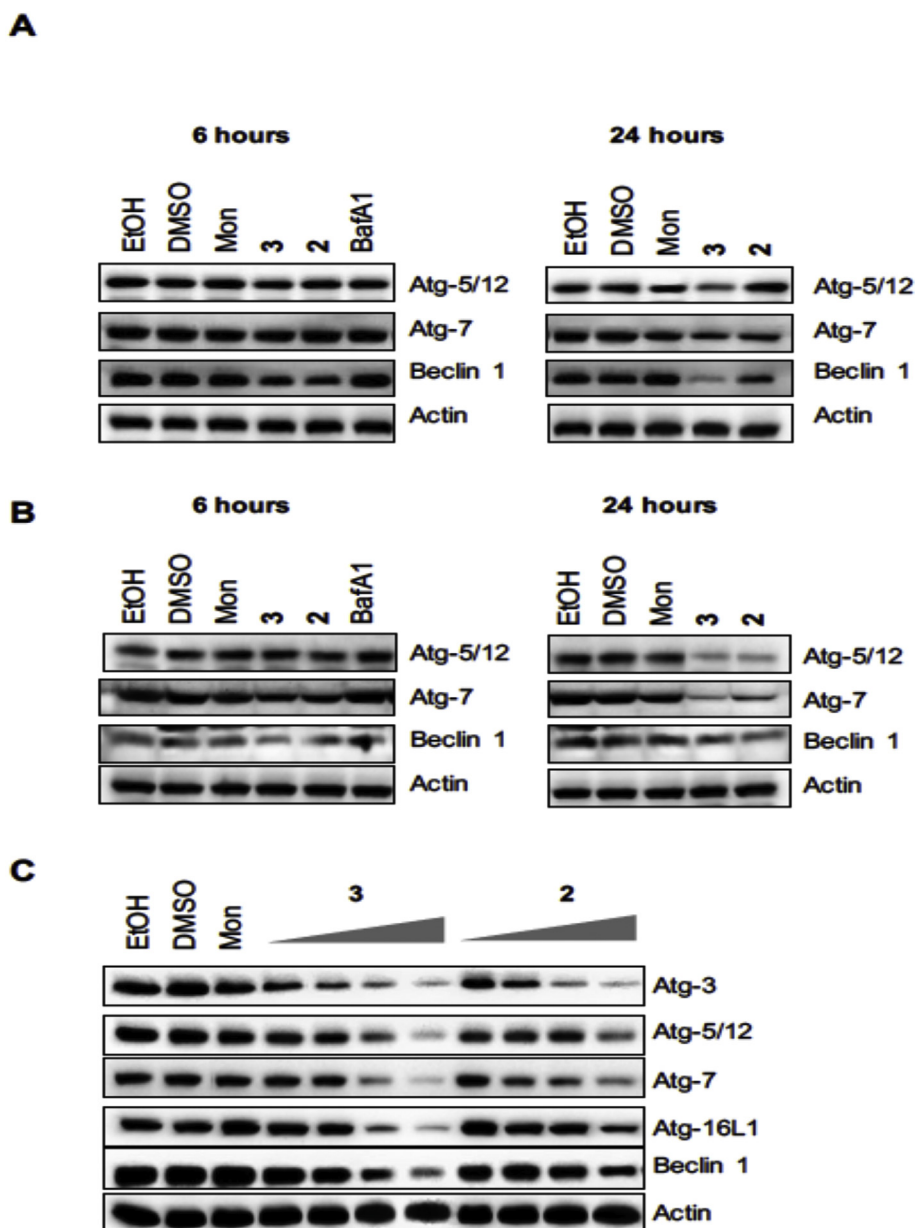 A
6 hours 24 hours
EtOH DMSO Mon 3 2 BafA1 EtOH DMSO Mon 3 2
Atg-5/12 Atg-5/12
Atg-7 Atg-7
Beclin 1 Beclin 1
Actin Actin
B
6 hours 24 hours
EtOH DMSO Mon 3 2 BafA1 EtOH DMSO Mon 3 2
Atg-5/12 Atg-5/12
Atg-7 Atg-7
Beclin 1 Beclin 1
Actin Actin
C
EtOH DMSO Mon 3 2
Atg-3
Atg-5/12
Atg-7
Atg-16L1
Beclin 1
Actin